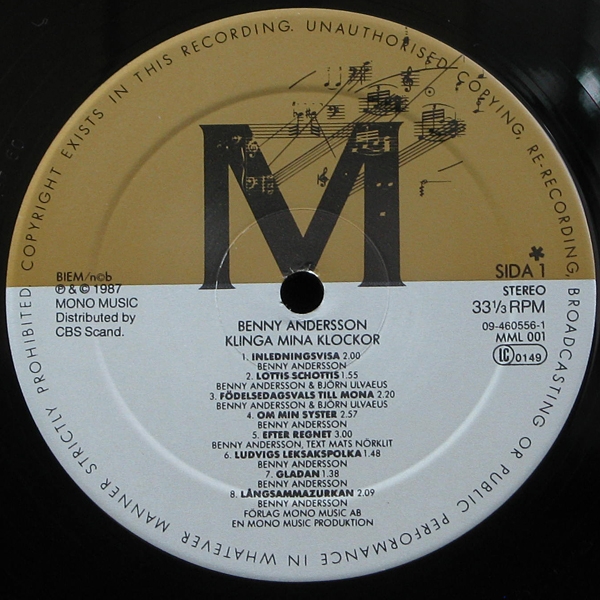 COPYRIGHT EXISTS IN THIS RECORDING. UNAUTHORISED COPYING, RE-RECORDING, BROADCASTING OR PUBLIC PERFORMANCE IN WHATEVER MANNER STRICTLY PROHIBITED.
M
*
SIDA 1
BIEM/n©b
℗ & © 1987
MONO MUSIC
Distributed by
CBS Scand.
STEREO
33⅓ RPM
09-460556-1
MML 001
LC 0149
BENNY ANDERSSON
KLINGA MINA KLOCKOR
1. INLEDNINGSVISA 2.00
BENNY ANDERSSON
2. LOTTIS SCHOTTIS 1.55
BENNY ANDERSSON & BJÖRN ULVAEUS
3. FÖDELSEDAGSVALS TILL MONA 2.20
BENNY ANDERSSON & BJÖRN ULVAEUS
4. OM MIN SYSTER 2.57
BENNY ANDERSSON
5. EFTER REGNET 3.00
BENNY ANDERSSON, TEXT MATS NÖRKLIT
6. LUDVIGS LEKSAKSPOLKA 1.48
BENNY ANDERSSON
7. GLADAN 1.38
BENNY ANDERSSON
8. LÅNGSAMMAZURKAN 2.09
BENNY ANDERSSON
FÖRLAG MONO MUSIC AB
EN MONO MUSIC PRODUKTION